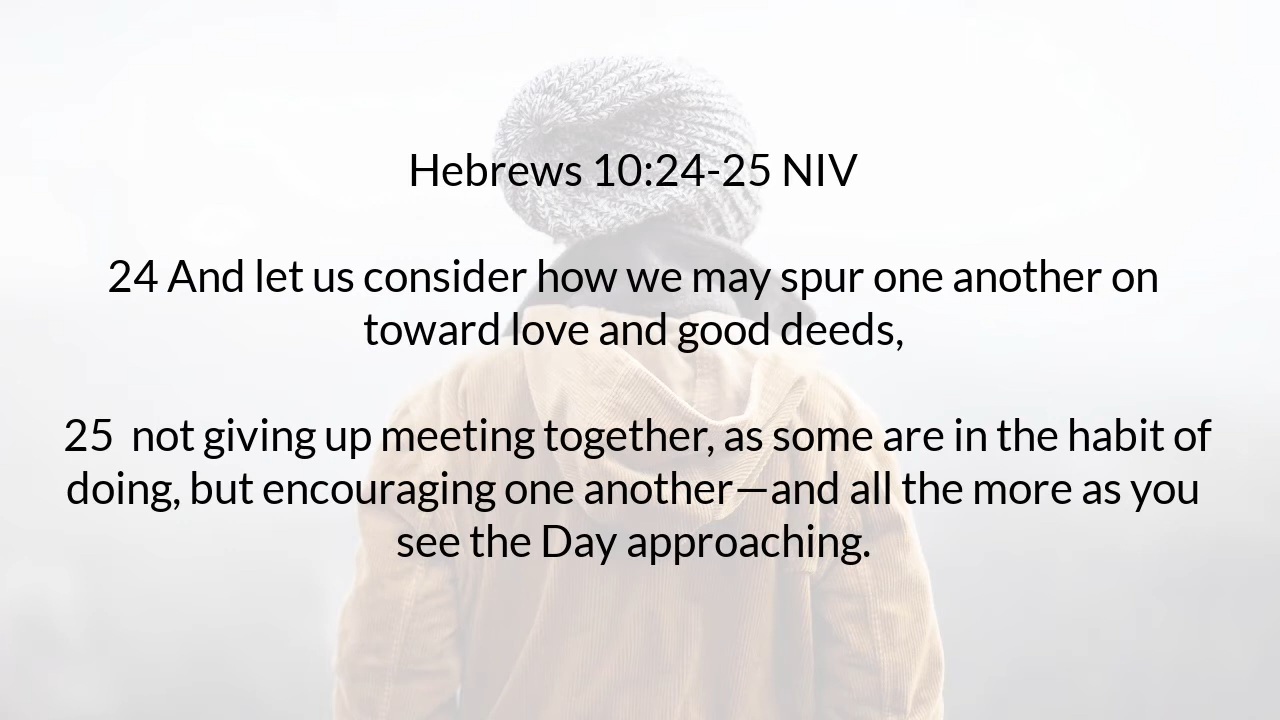 Hebrews 10:24-25 NIV
24 And let us consider how we may spur one another on
toward love and good deeds,
25  not giving up meeting together, as some are in the habit of
doing, but encouraging one another—and all the more as you
see the Day approaching.